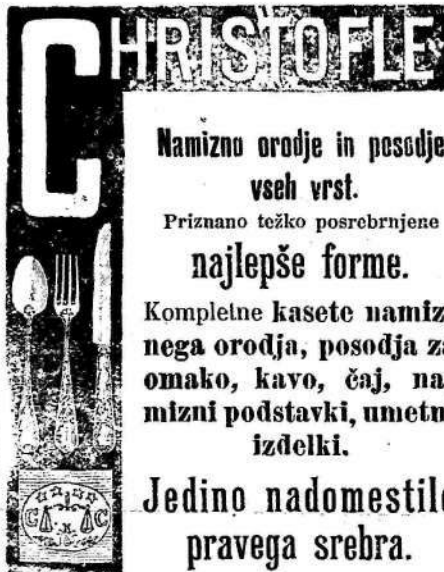 CHRISTOFLE
Namizno orodje in posodje
vseh vrst.
Priznano težko posrebrnjene
najlepše forme.
Kompletne kasete namiz-
nega orodja, posodja za
omako, kavo, čaj, na-
mizni podstavki, umetni
izdelki.
C C
Jedino nadomestilo
pravega srebra.